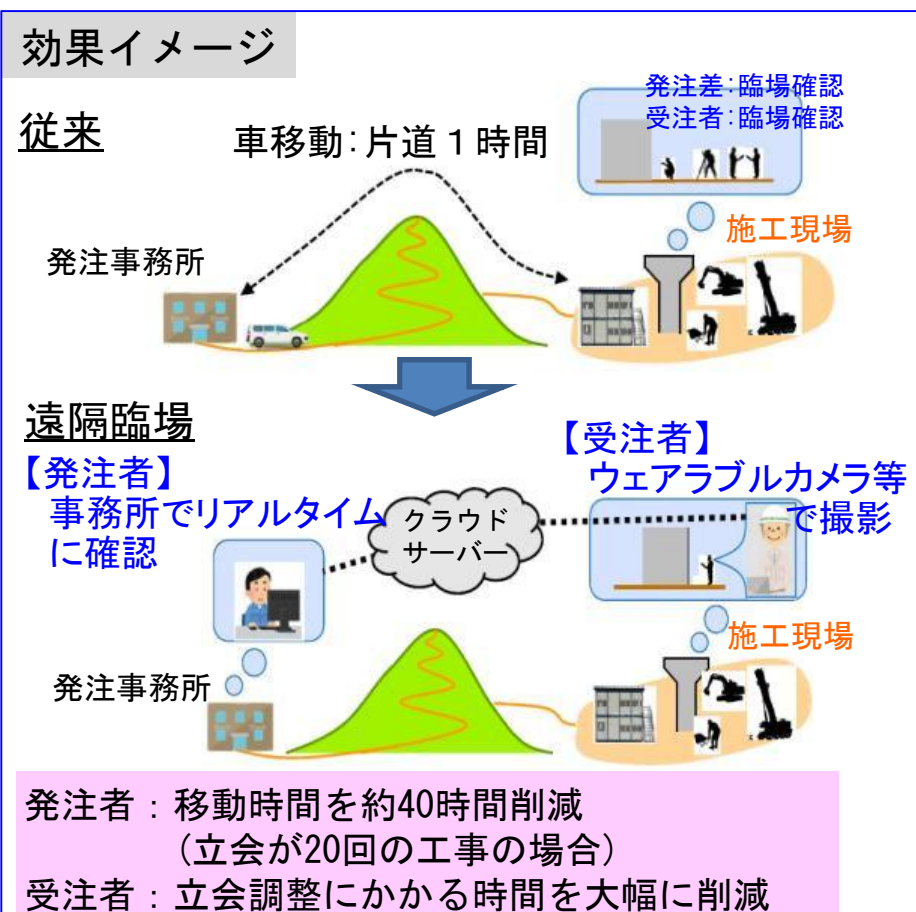 効果イメージ
発注差：臨場確認
受注者：臨場確認
従来
車移動：片道１時間
施工現場
発注事務所
遠隔臨場
【発注者】
事務所でリアルタイム
に確認
【受注者】
ウェアラブルカメラ等
で撮影
クラウド
サーバー
施工現場
発注事務所
発注者：移動時間を約40時間削減
（立会が20回の工事の場合）
受注者：立会調整にかかる時間を大幅に削減